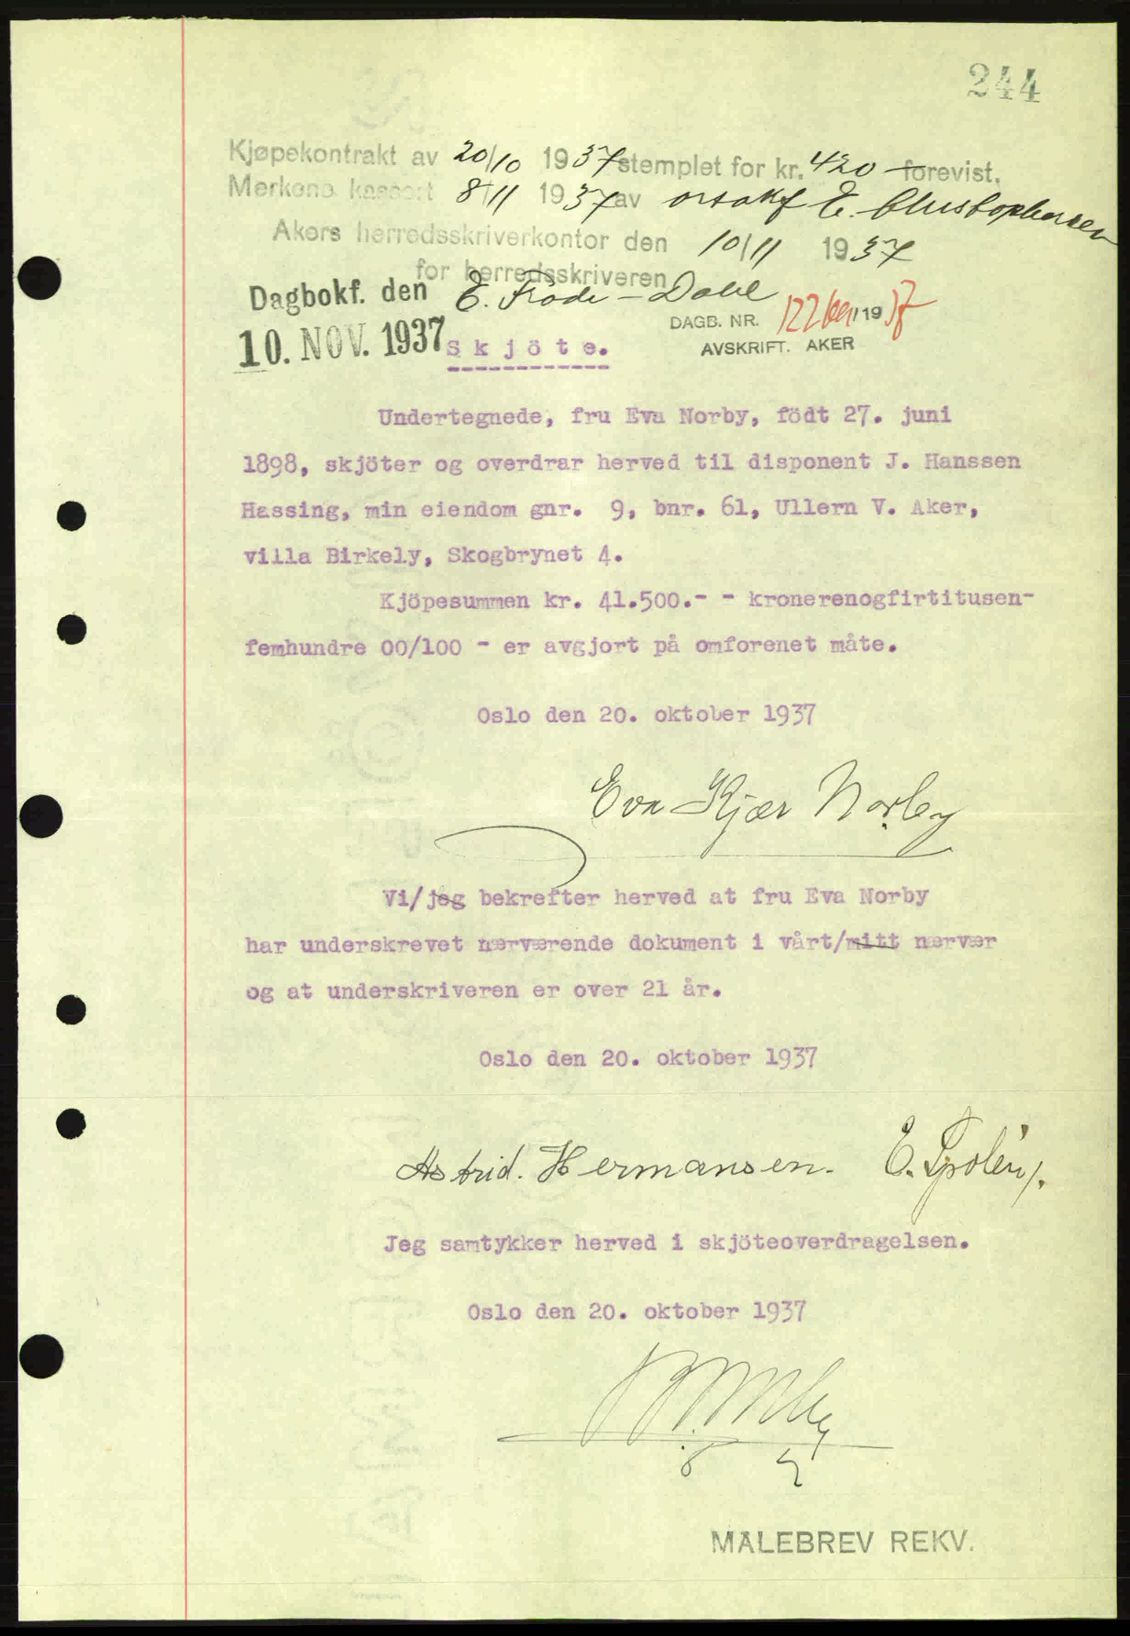 244
Kjøpekontrakt av 20/10 1937 stemplet for kr. 420 forevist.
Merkene kassert 8/11 1937 av orsakf E. Christophersen
Akers herredsskriverkontor den 10/11 1937
for herredsskriveren
Dagbokf. den E. Frode-Dahl
10. NOV. 1937
DAGB. NR. 1937
AVSKRIFT. AKER
Skjöte.
Undertegnede, fru Eva Norby, födt 27. juni
1898, skjöter og overdrar herved til disponent J. Hanssen
Hassing, min eiendom gnr. 9, bnr. 61, Ullern V. Aker,
villa Birkely, Skogbrynet 4.
Kjöpesummen kr. 41.500.- - kronerenogfirtitusen-
femhundre 00/100 - er avgjort på omforenet måte.
Oslo den 20. oktober 1937
Eva Kjær Norby
Vi/jeg bekrefter herved at fru Eva Norby
har underskrevet nærværende dokument i vårt/mitt nærvær
og at underskriveren er over 21 år.
Oslo den 20. oktober 1937
Astrid. Hermansen. E.
Jeg samtykker herved i skjöteoverdragelsen.
Oslo den 20. oktober 1937
MÅLEBREV REKV.